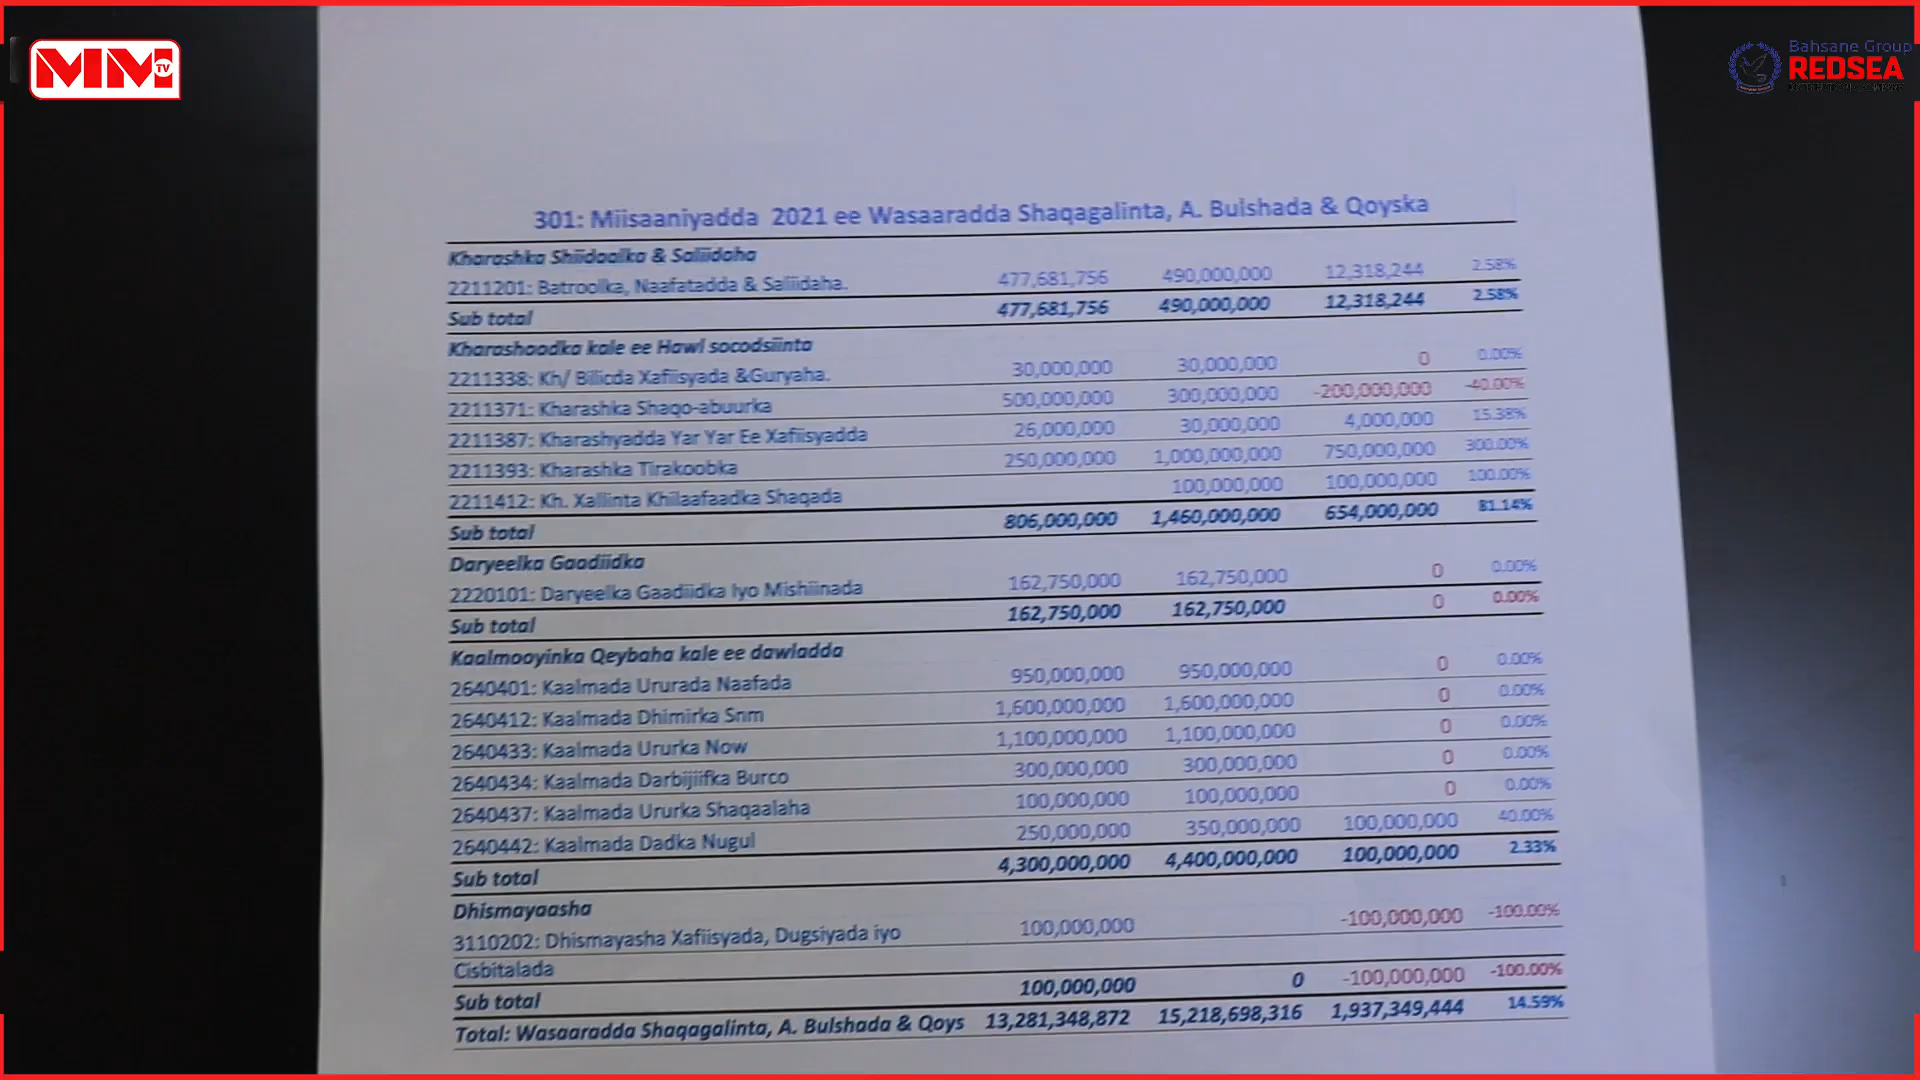 MM TV
Bahsane Group
REDSEA
301: Miisaaniyadda 2021 ee Wasaaradda Shaqagalinta, A. Bulshada & Qoyska
Kharashka Shiidaalka & Saliidaha
2211201: Batroolka, Naafatadda & Saliidaha. 477,681,756 490,000,000 12,318,244 2.58%
Sub total 477,681,756 490,000,000 12,318,244 2.58%
Kharashaadka kale ee Hawl socodsiinta
2211338: Kh/ Bilicda Xafiisyada &Guryaha. 30,000,000 30,000,000 0 0.00%
2211371: Kharashka Shaqo-abuurka 500,000,000 300,000,000 -200,000,000 -40.00%
2211387: Kharashyadda Yar Yar Ee Xafiisyadda 26,000,000 30,000,000 4,000,000 15.38%
2211393: Kharashka Tirakoobka 250,000,000 1,000,000,000 750,000,000 300.00%
2211412: Kh. Xallinta Khilaafaadka Shaqada 100,000,000 100,000,000 100.00%
Sub total 806,000,000 1,460,000,000 654,000,000 81.14%
Daryeelka Gaadiidka
2220101: Daryeelka Gaadiidka Iyo Mishiinada 162,750,000 162,750,000 0 0.00%
Sub total 162,750,000 162,750,000 0 0.00%
Kaalmooyinka Qeybaha kale ee dawladda
2640401: Kaalmada Ururada Naafada 950,000,000 950,000,000 0 0.00%
2640412: Kaalmada Dhimirka Snm 1,600,000,000 1,600,000,000 0 0.00%
2640433: Kaalmada Ururka Now 1,100,000,000 1,100,000,000 0 0.00%
2640434: Kaalmada Darbijiifka Burco 300,000,000 300,000,000 0 0.00%
2640437: Kaalmada Ururka Shaqaalaha 100,000,000 100,000,000 0 0.00%
2640442: Kaalmada Dadka Nugul 250,000,000 350,000,000 100,000,000 40.00%
Sub total 4,300,000,000 4,400,000,000 100,000,000 2.33%
Dhismayaasha
3110202: Dhismayasha Xafiisyada, Dugsiyada iyo 100,000,000 -100,000,000 -100.00%
Cisbitalada
Sub total 100,000,000 0 -100,000,000 -100.00%
Total: Wasaaradda Shaqagalinta, A. Bulshada & Qoys 13,281,348,872 15,218,698,316 1,937,349,444 14.59%